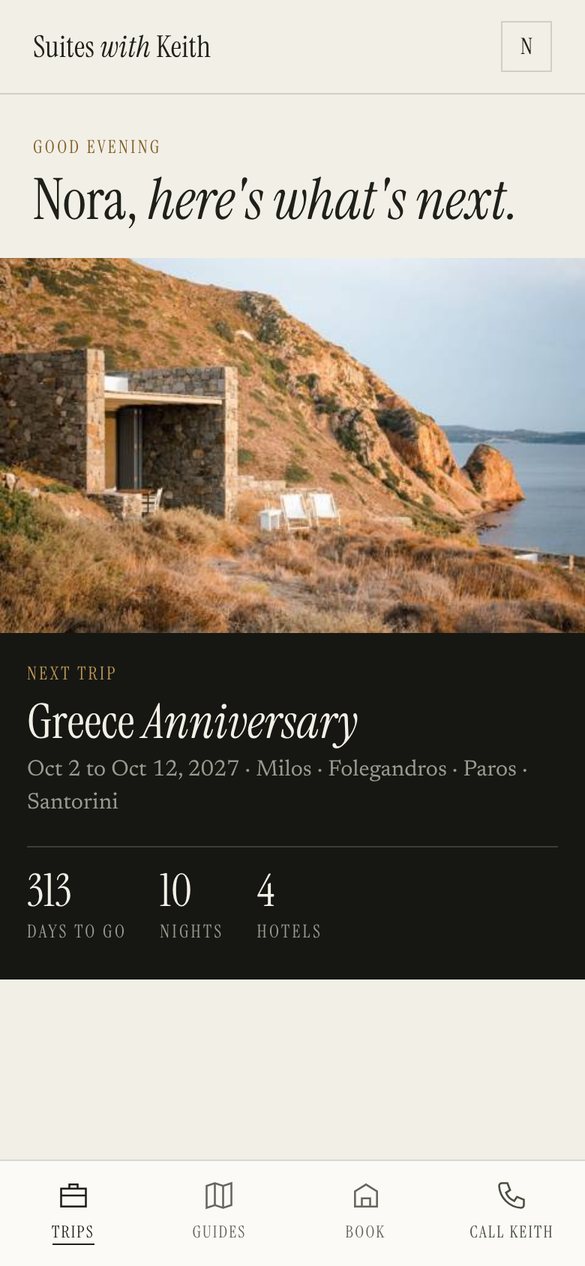 Suites with Keith
N
GOOD EVENING
Nora, here's what's next.
NEXT TRIP
Greece Anniversary
Oct 2 to Oct 12, 2027 · Milos · Folegandros · Paros ·
Santorini
313
DAYS TO GO
10
NIGHTS
4
HOTELS
TRIPS
GUIDES
BOOK
CALL KEITH